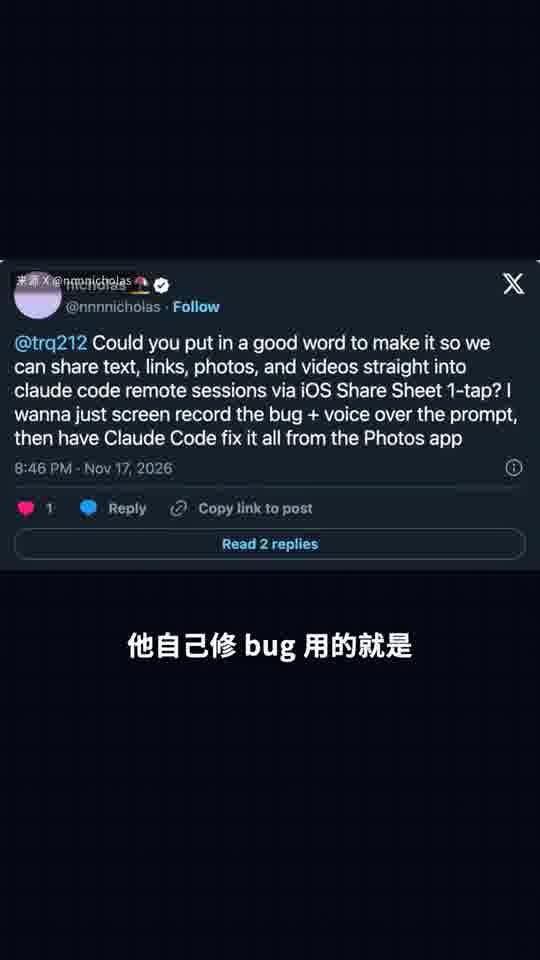 来源 X @nnnnicholas
nicholas
@nnnnicholas · Follow
@trq212 Could you put in a good word to make it so we
can share text, links, photos, and videos straight into
claude code remote sessions via iOS Share Sheet 1-tap? I
wanna just screen record the bug + voice over the prompt,
then have Claude Code fix it all from the Photos app
8:46 PM · Nov 17, 2026
1 Reply Copy link to post
Read 2 replies
他自己修 bug 用的就是